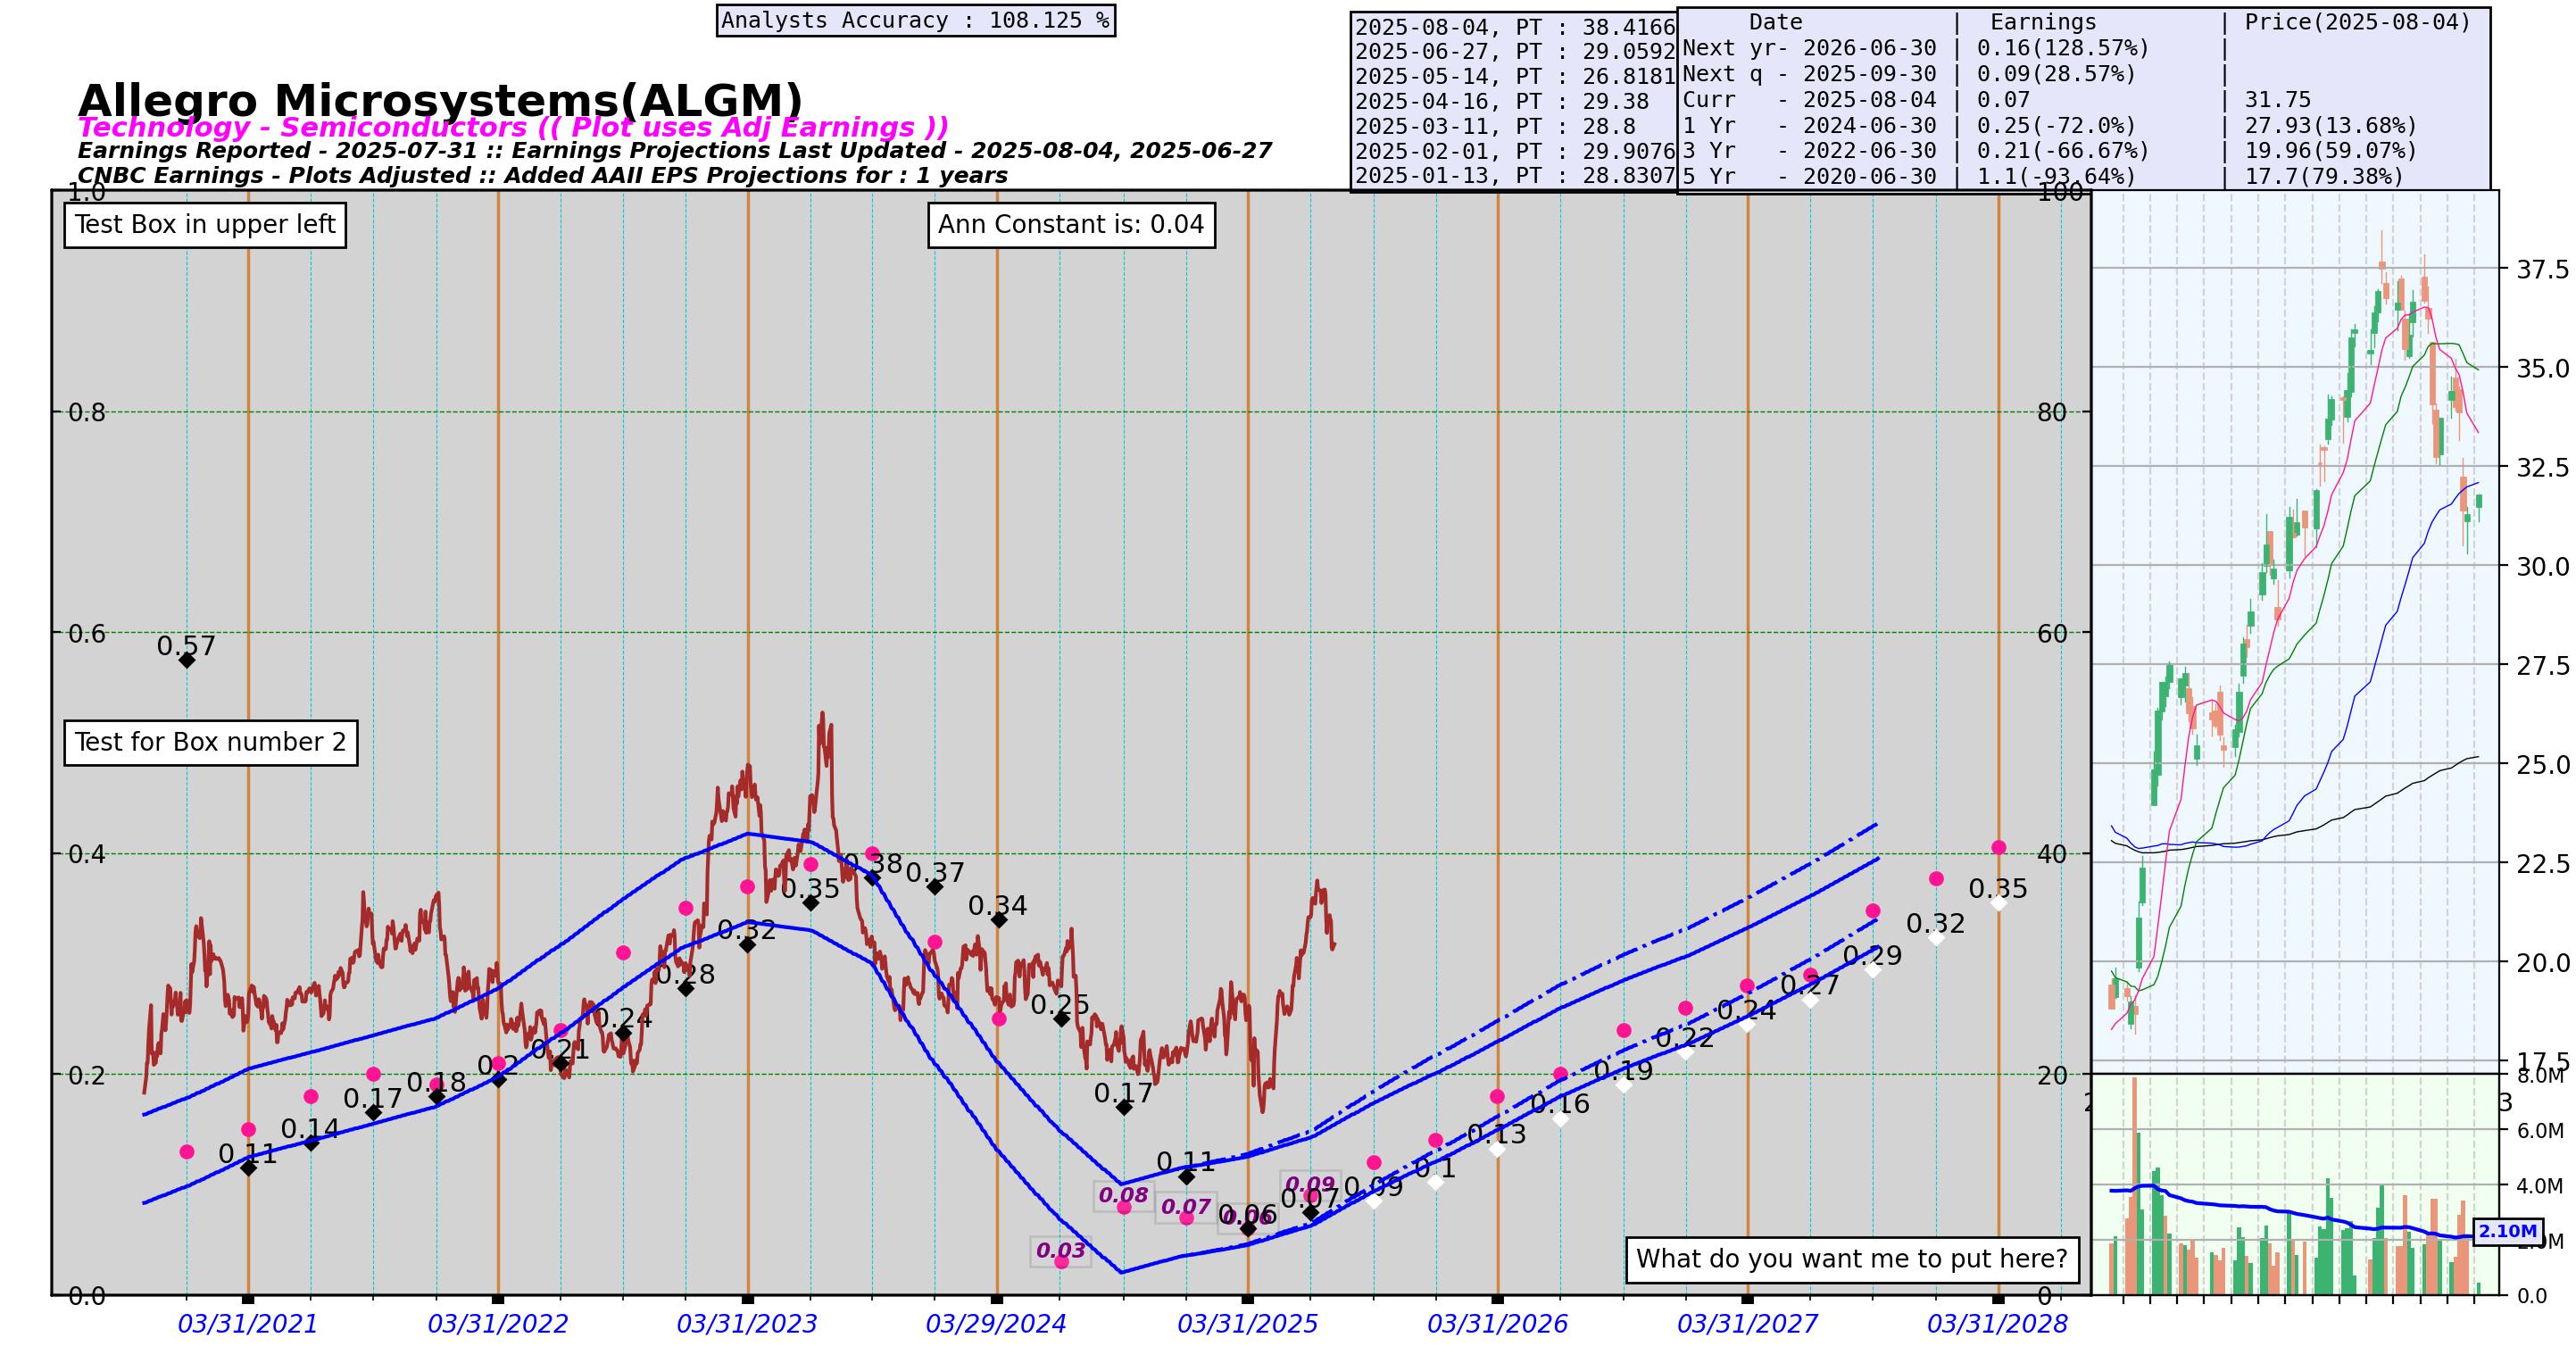 Analysts Accuracy : 108.125 %
2025-08-04, PT : 38.4166
2025-06-27, PT : 29.0592
2025-05-14, PT : 26.8181
2025-04-16, PT : 29.38
2025-03-11, PT : 28.8
2025-02-01, PT : 29.9076
2025-01-13, PT : 28.8307
Date | Earnings | Price(2025-08-04)
Next yr- 2026-06-30 | 0.16(128.57%) |
Next q - 2025-09-30 | 0.09(28.57%) |
Curr - 2025-08-04 | 0.07 | 31.75
1 Yr - 2024-06-30 | 0.25(-72.0%) | 27.93(13.68%)
3 Yr - 2022-06-30 | 0.21(-66.67%) | 19.96(59.07%)
5 Yr - 2020-06-30 | 1.1(-93.64%) | 17.7(79.38%)
Allegro Microsystems(ALGM)
Technology - Semiconductors (( Plot uses Adj Earnings ))
Earnings Reported - 2025-07-31 :: Earnings Projections Last Updated - 2025-08-04, 2025-06-27
CNBC Earnings - Plots Adjusted :: Added AAII EPS Projections for : 1 years
1.0
0.8
0.6
0.4
0.2
0.0
Test Box in upper left
Ann Constant is: 0.04
Test for Box number 2
What do you want me to put here?
0.57
0.11
0.14
0.17
0.18
0.2
0.21
0.24
0.28
0.32
0.35
0.38
0.37
0.34
0.25
0.17
0.11
0.06
0.07
0.09
0.1
0.13
0.16
0.19
0.22
0.24
0.27
0.29
0.32
0.35
0.03
0.08
0.07
0.06
0.09
100
80
60
40
20
0
03/31/2021
03/31/2022
03/31/2023
03/29/2024
03/31/2025
03/31/2026
03/31/2027
03/31/2028
37.5
35.0
32.5
30.0
27.5
25.0
22.5
20.0
17.5
8.0M
6.0M
4.0M
2.0M
0.0
2.10M
2
3